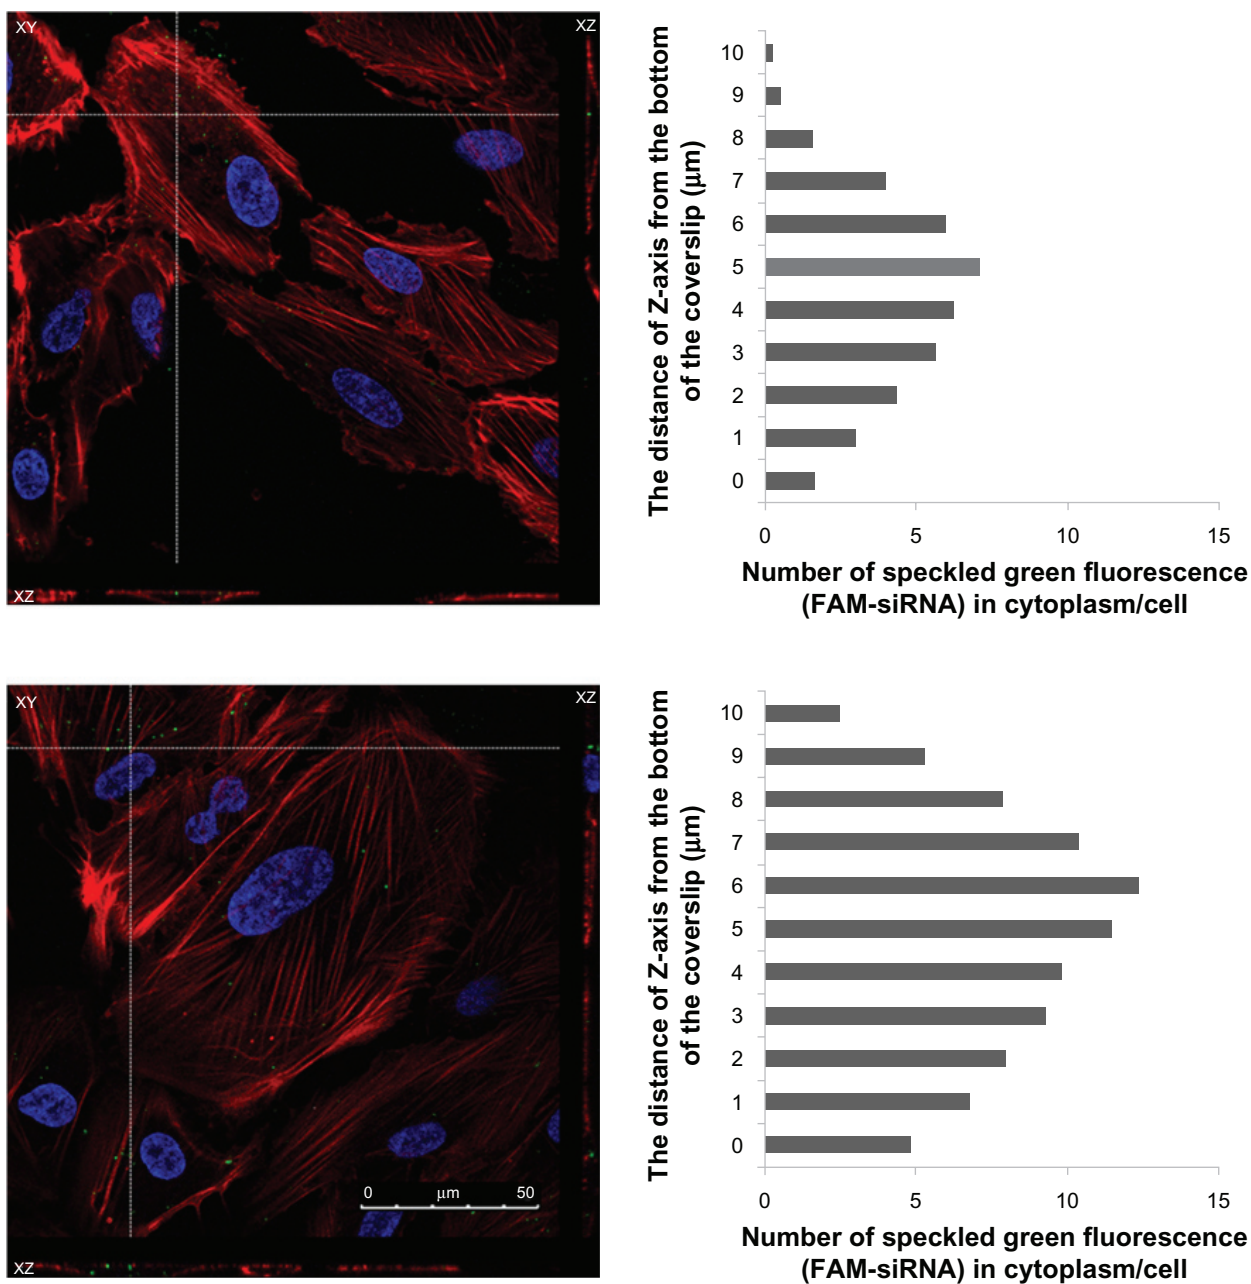 XY
XZ
XZ
The distance of Z-axis from the bottom
of the coverslip (μm)
10
9
8
7
6
5
4
3
2
1
0
0 5 10 15
Number of speckled green fluorescence
(FAM-siRNA) in cytoplasm/cell
XY
XZ
0 μm 50
XZ
The distance of Z-axis from the bottom
of the coverslip (μm)
10
9
8
7
6
5
4
3
2
1
0
0 5 10 15
Number of speckled green fluorescence
(FAM-siRNA) in cytoplasm/cell